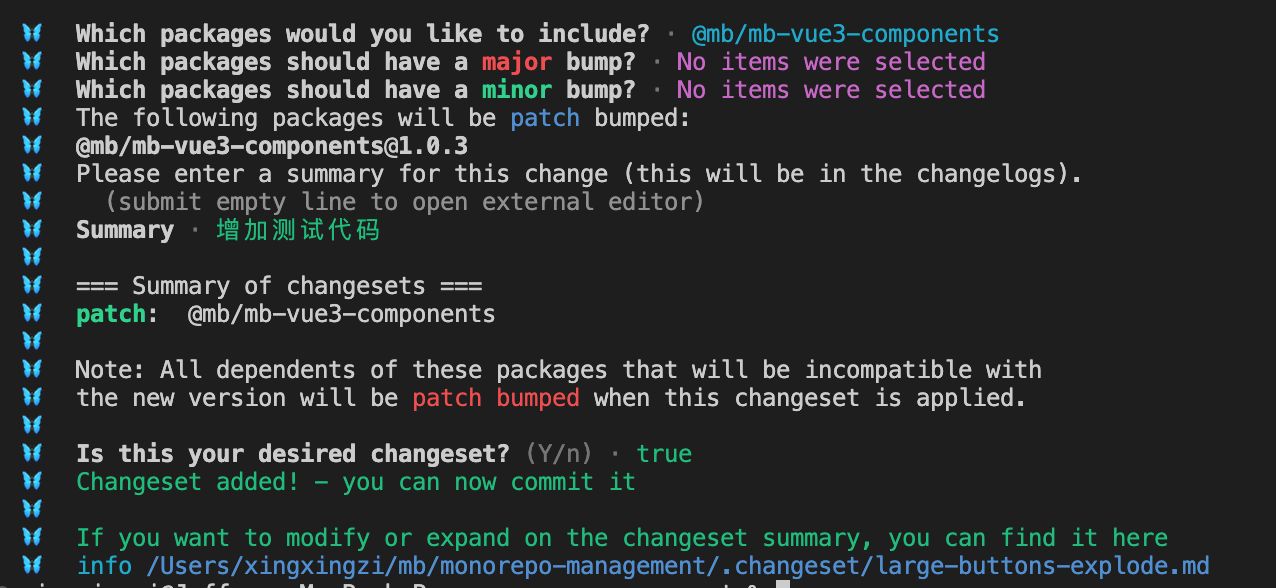 🦋  Which packages would you like to include? · @mb/mb-vue3-components
🦋  Which packages should have a major bump? · No items were selected
🦋  Which packages should have a minor bump? · No items were selected
🦋  The following packages will be patch bumped:
🦋  @mb/mb-vue3-components@1.0.3
🦋  Please enter a summary for this change (this will be in the changelogs).
🦋    (submit empty line to open external editor)
🦋  Summary · 增加测试代码
🦋
🦋  === Summary of changesets ===
🦋  patch:  @mb/mb-vue3-components
🦋
🦋  Note: All dependents of these packages that will be incompatible with
🦋  the new version will be patch bumped when this changeset is applied.
🦋
🦋  Is this your desired changeset? (Y/n) · true
🦋  Changeset added! - you can now commit it
🦋
🦋  If you want to modify or expand on the changeset summary, you can find it here
🦋  info /Users/xingxingzi/mb/monorepo-management/.changeset/large-buttons-explode.md